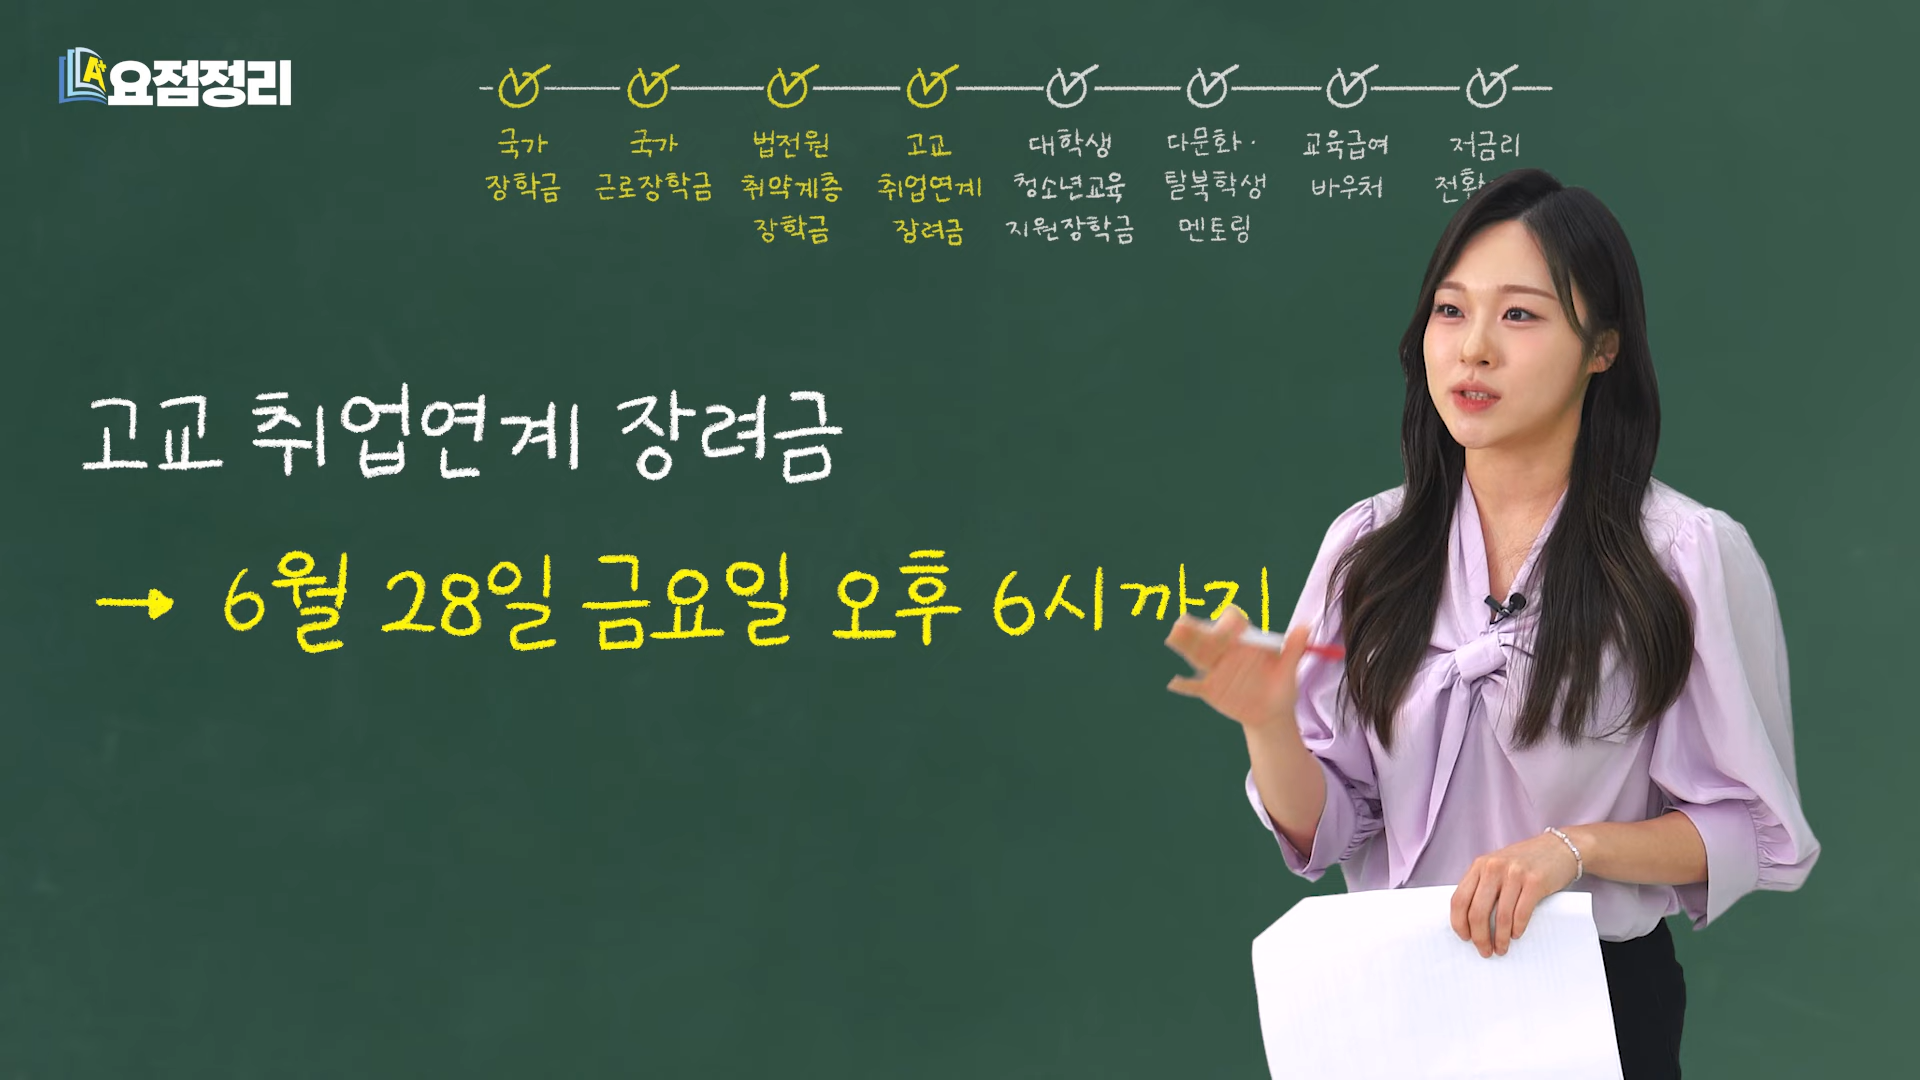 A+ 요점정리
국가
장학금
국가
근로장학금
법전원
취약계층
장학금
고교
취업연계
장려금
대학생
청소년교육
지원장학금
다문화·
탈북학생
멘토링
교육급여
바우처
저금리
고교 취업연계 장려금
→ 6월 28일 금요일 오후 6시까지